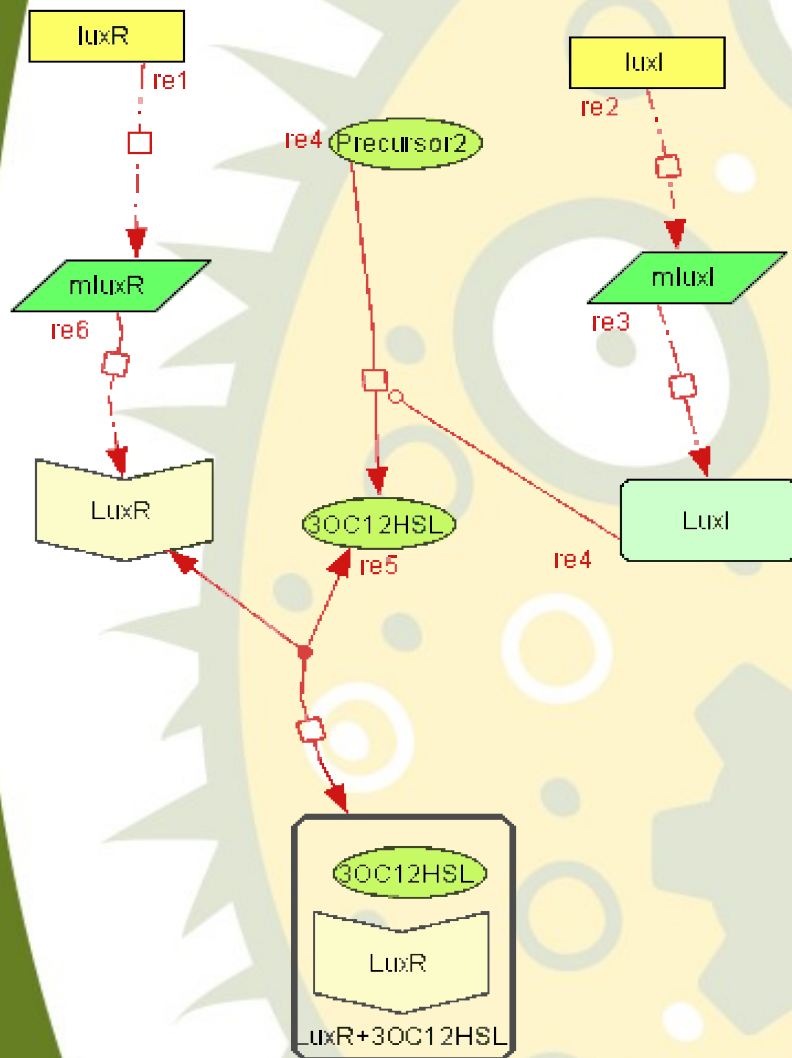 luxR
luxI
re1
re2
re4
Precursor2
mluxR
mluxI
re6
re3
LuxR
3OC12HSL
LuxI
re5
re4
3OC12HSL
LuxR
LuxR+3OC12HSL